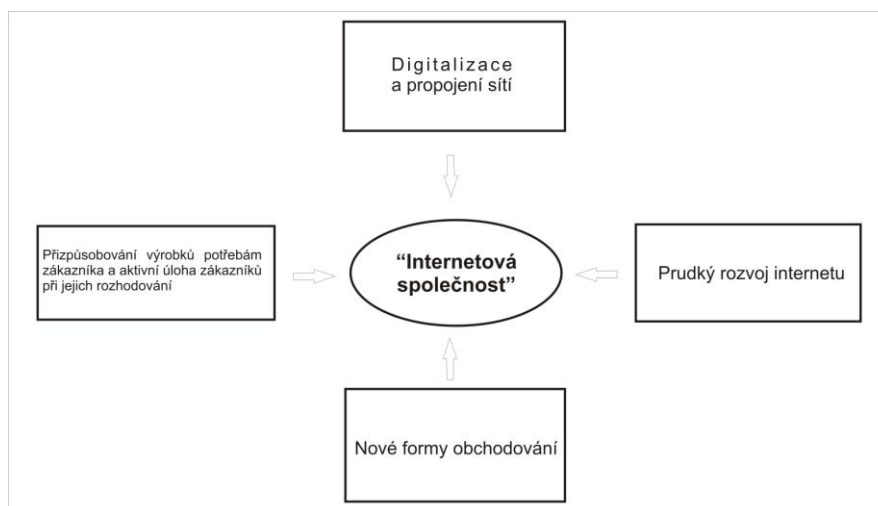 Digitalizace
a propojení sítí
Přizpůsobování výrobků potřebám
zákazníka a aktivní úloha zákazníků
při jejich rozhodování
“Internetová
společnost”
Prudký rozvoj internetu
Nové formy obchodování